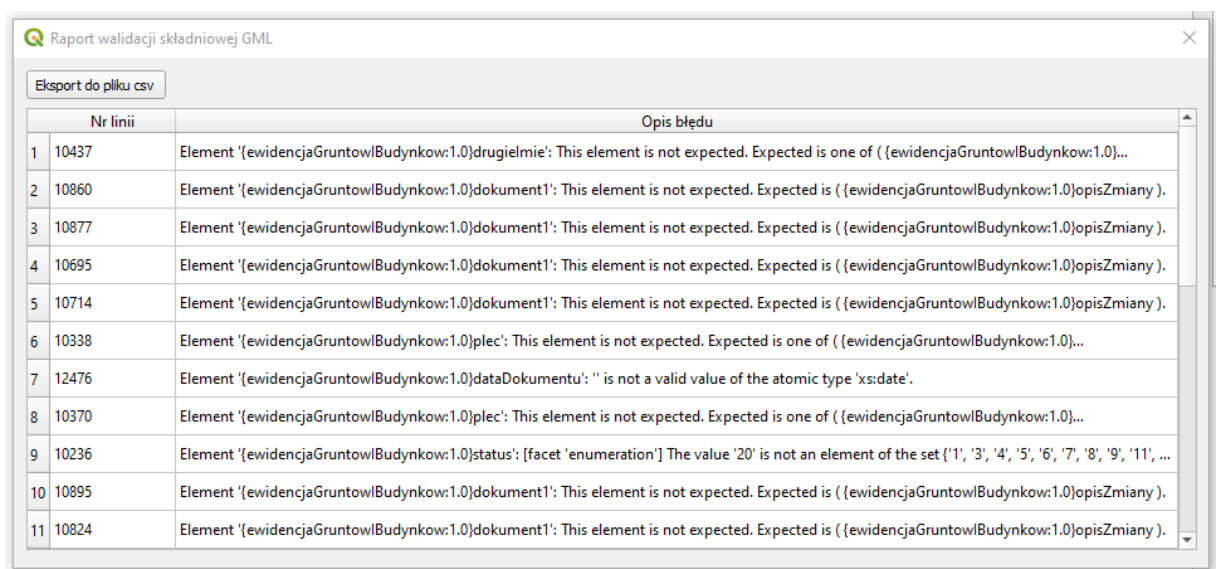 Raport walidacji składniowej GML
Eksport do pliku csv
Nr linii Opis błędu
1 10437 Element '{ewidencjaGruntowIBudynkow:1.0}drugieImie': This element is not expected. Expected is one of ( {ewidencjaGruntowIBudynkow:1.0}...
2 10860 Element '{ewidencjaGruntowIBudynkow:1.0}dokument1': This element is not expected. Expected is ( {ewidencjaGruntowIBudynkow:1.0}opisZmiany ).
3 10877 Element '{ewidencjaGruntowIBudynkow:1.0}dokument1': This element is not expected. Expected is ( {ewidencjaGruntowIBudynkow:1.0}opisZmiany ).
4 10695 Element '{ewidencjaGruntowIBudynkow:1.0}dokument1': This element is not expected. Expected is ( {ewidencjaGruntowIBudynkow:1.0}opisZmiany ).
5 10714 Element '{ewidencjaGruntowIBudynkow:1.0}dokument1': This element is not expected. Expected is ( {ewidencjaGruntowIBudynkow:1.0}opisZmiany ).
6 10338 Element '{ewidencjaGruntowIBudynkow:1.0}plec': This element is not expected. Expected is one of ( {ewidencjaGruntowIBudynkow:1.0}...
7 12476 Element '{ewidencjaGruntowIBudynkow:1.0}dataDokumentu': '' is not a valid value of the atomic type 'xs:date'.
8 10370 Element '{ewidencjaGruntowIBudynkow:1.0}plec': This element is not expected. Expected is one of ( {ewidencjaGruntowIBudynkow:1.0}...
9 10236 Element '{ewidencjaGruntowIBudynkow:1.0}status': [facet 'enumeration'] The value '20' is not an element of the set {'1', '3', '4', '5', '6', '7', '8', '9', '11', ...
10 10895 Element '{ewidencjaGruntowIBudynkow:1.0}dokument1': This element is not expected. Expected is ( {ewidencjaGruntowIBudynkow:1.0}opisZmiany ).
11 10824 Element '{ewidencjaGruntowIBudynkow:1.0}dokument1': This element is not expected. Expected is ( {ewidencjaGruntowIBudynkow:1.0}opisZmiany ).